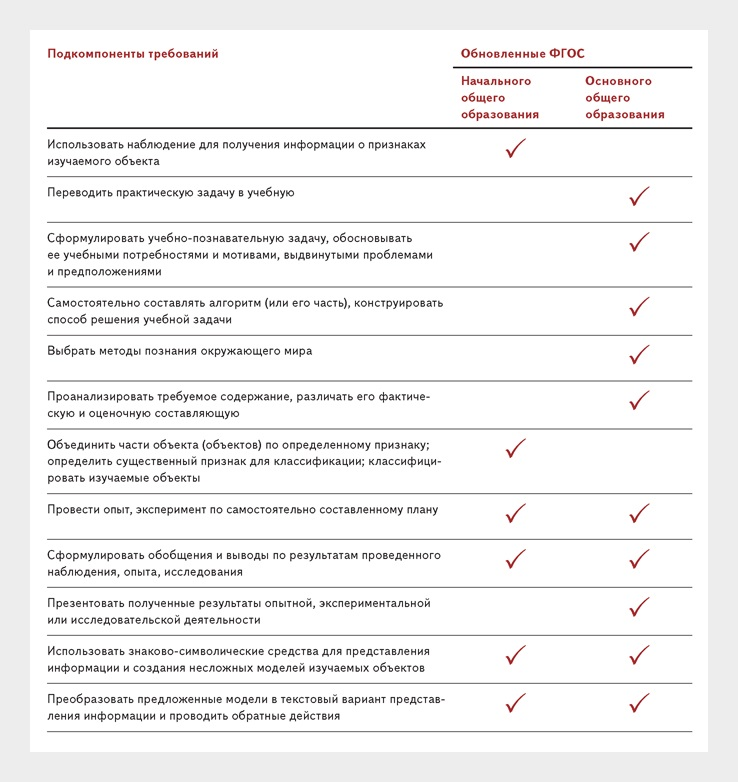 Подкомпоненты требований
Обновленные ФГОС
Начального
общего
образования
Основного
общего
образования
Использовать наблюдение для получения информации о признаках
изучаемого объекта
Переводить практическую задачу в учебную
Сформулировать учебно-познавательную задачу, обосновывать
ее учебными потребностями и мотивами, выдвинутыми проблемами
и предположениями
Самостоятельно составлять алгоритм (или его часть), конструировать
способ решения учебной задачи
Выбрать методы познания окружающего мира
Проанализировать требуемое содержание, различать его фактиче-
скую и оценочную составляющую
Объединить части объекта (объектов) по определенному признаку;
определить существенный признак для классификации; классифици-
ровать изучаемые объекты
Провести опыт, эксперимент по самостоятельно составленному плану
Сформулировать обобщения и выводы по результатам проведенного
наблюдения, опыта, исследования
Презентовать полученные результаты опытной, экспериментальной
или исследовательской деятельности
Использовать знаково-символические средства для представления
информации и создания несложных моделей изучаемых объектов
Преобразовать предложенные модели в текстовый вариант представ-
ления информации и проводить обратные действия